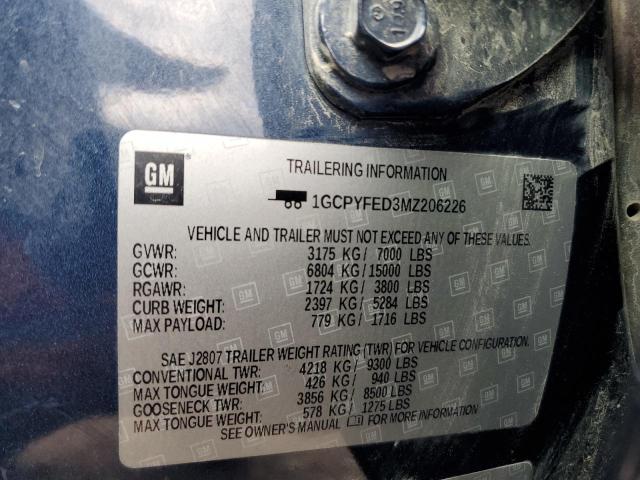 GM
TRAILERING INFORMATION
1GCPYFED3MZ206226
VEHICLE AND TRAILER MUST NOT EXCEED ANY OF THESE VALUES.
GVWR: 3175 KG/ 7000 LBS
GCWR: 6804 KG/ 15000 LBS
RGAWR: 1724 KG/ 3800 LBS
CURB WEIGHT: 2397 KG/ 5284 LBS
MAX PAYLOAD: 779 KG/ 1716 LBS
SAE J2807 TRAILER WEIGHT RATING (TWR) FOR VEHICLE CONFIGURATION.
CONVENTIONAL TWR: 4218 KG/ 9300 LBS
MAX TONGUE WEIGHT: 426 KG/ 940 LBS
GOOSENECK TWR: 3856 KG/ 8500 LBS
MAX TONGUE WEIGHT: 578 KG/ 1275 LBS
SEE OWNER'S MANUAL FOR MORE INFORMATION